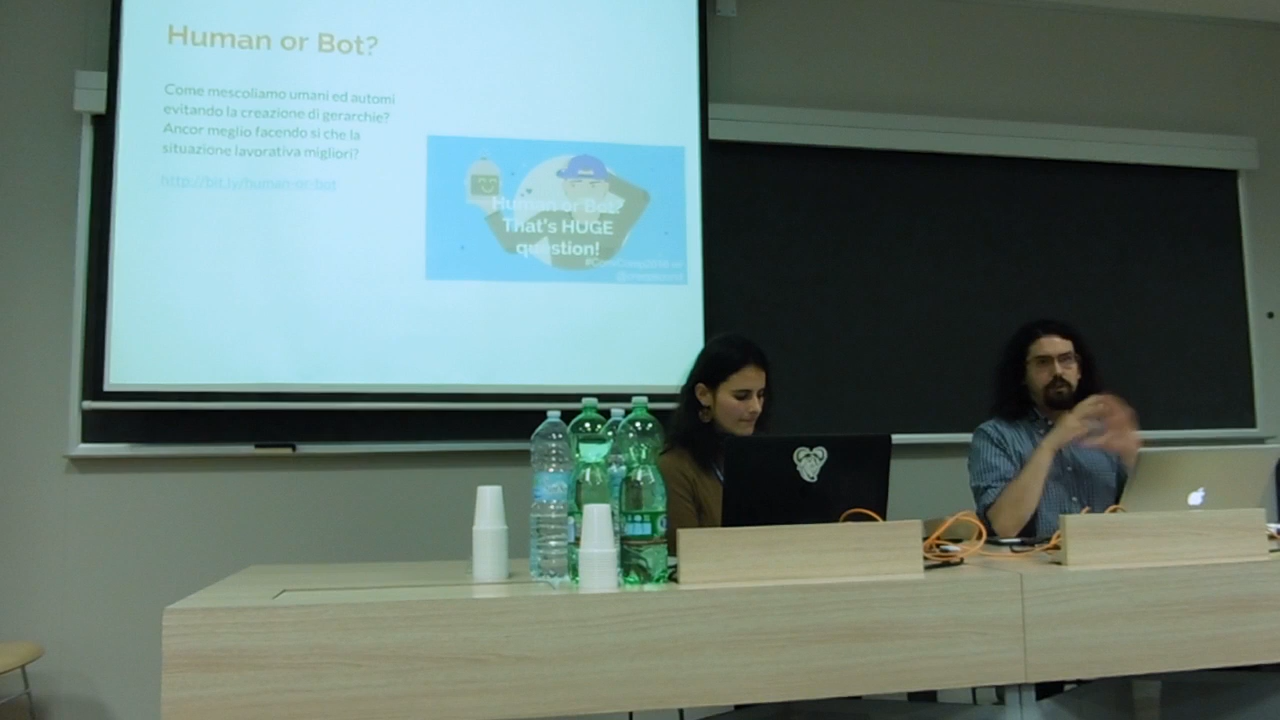 Human or Bot?
Come mescoliamo umani ed automi
evitando la creazione di gerarchie?
Ancor meglio facendo si che la
situazione lavorativa migliori?
http://bit.ly/human-or-bot
Human or Bot?
That's HUGE
question!